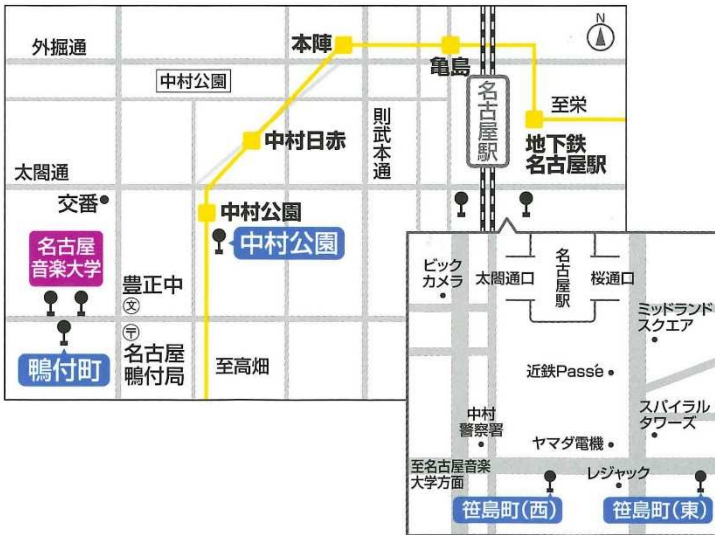 外掘通
本陣
亀島
N
中村公園
名古屋駅
至栄
則武本通
中村日赤
地下鉄
名古屋駅
太閤通
交番
中村公園
中村公園
名古屋
音楽大学
豊正中
文
〒
名古屋
鴨付局
鴨付町
至高畑
ビック
カメラ
太閤通口
名古屋駅
桜通口
ミッドランド
スクエア
近鉄Passé
中村
警察署
スパイラル
タワーズ
ヤマダ電機
至名古屋音楽
大学方面
レジャック
笹島町(西)
笹島町(東)